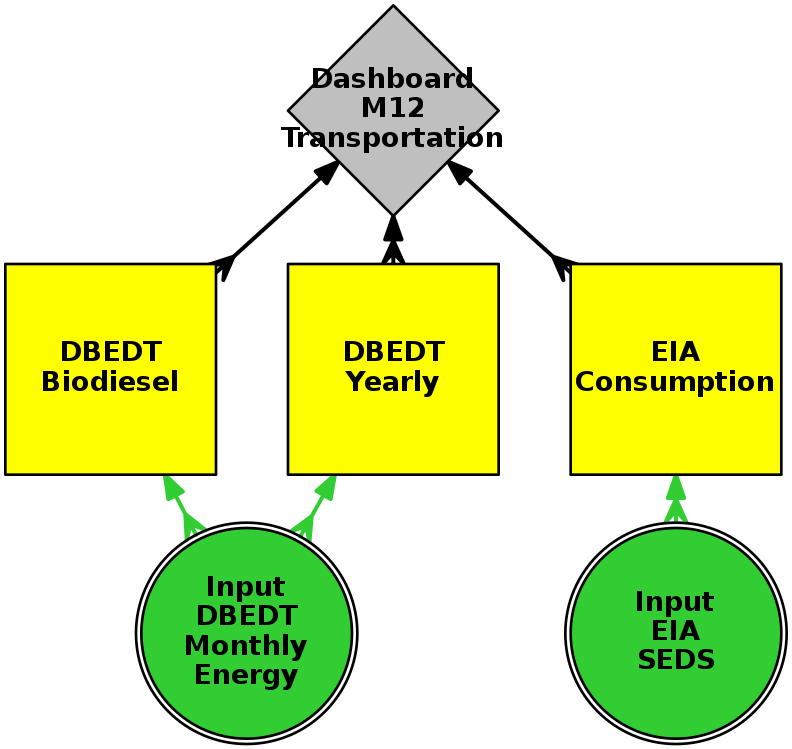 Dashboard
M12
Transportation
DBEDT
Biodiesel
DBEDT
Yearly
EIA
Consumption
Input
DBEDT
Monthly
Energy
Input
EIA
SEDS